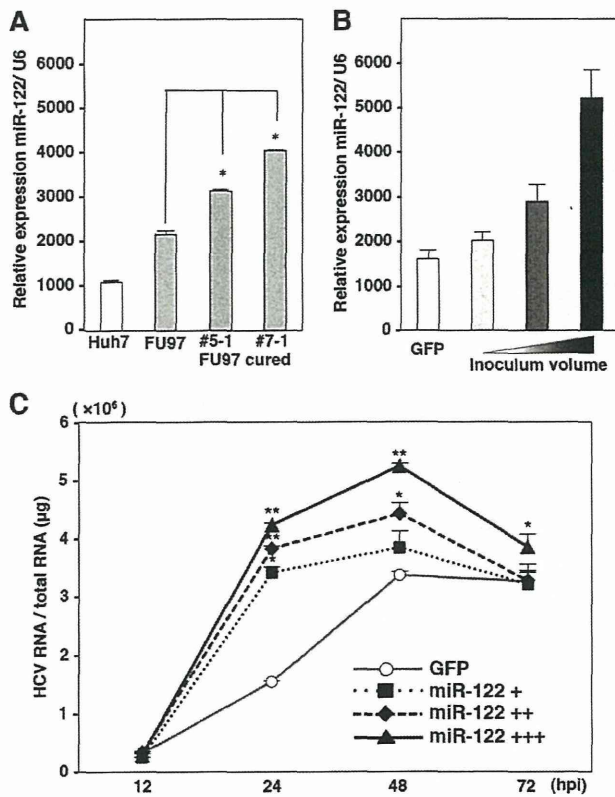 A
Relative expression miR-122/ U6
6000
5000
4000
3000
2000
1000
0
*
*
Huh7 FU97 #5-1 #7-1
FU97 cured
B
Relative expression miR-122/ U6
6000
5000
4000
3000
2000
1000
0
GFP
Inoculum volume
C
( ×10⁶)
HCV RNA / total RNA (μg)
6
5
4
3
2
1
0
**
**
*
**
*
*
GFP
miR-122 +
miR-122 ++
miR-122 +++
12 24 48 72 (hpi)